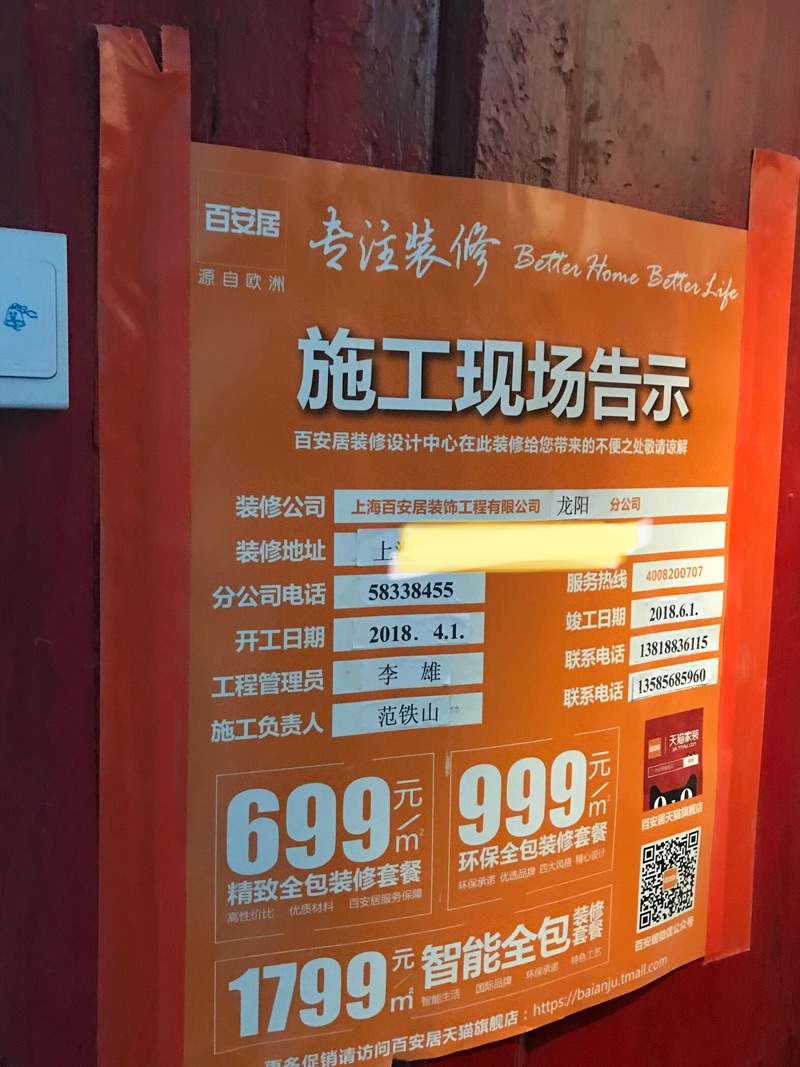 百安居
源自欧洲
专注装修 Better Home Better Life
施工现场告示
百安居装修设计中心在此装修给您带来的不便之处敬请谅解
装修公司 上海百安居装饰工程有限公司 龙阳 分公司
装修地址 上
分公司电话 58338455 服务热线 4008200707
开工日期 2018. 4.1. 竣工日期 2018.6.1.
工程管理员 李 雄 联系电话 13818836115
施工负责人 范铁山 联系电话 13585685960
699元/m²
精致全包装修套餐
高性价比 优质材料 百安居服务保障
999元/m²
环保全包装修套餐
环保承诺 优选品牌 四大风格 精心设计
天猫家装
百安居天猫旗舰店
百安居微信公众号
1799元/m² 智能全包装修套餐
智能生活 国际品牌 环保承诺 特色工艺
更多促销请访问百安居天猫旗舰店：https://baianju.tmall.com